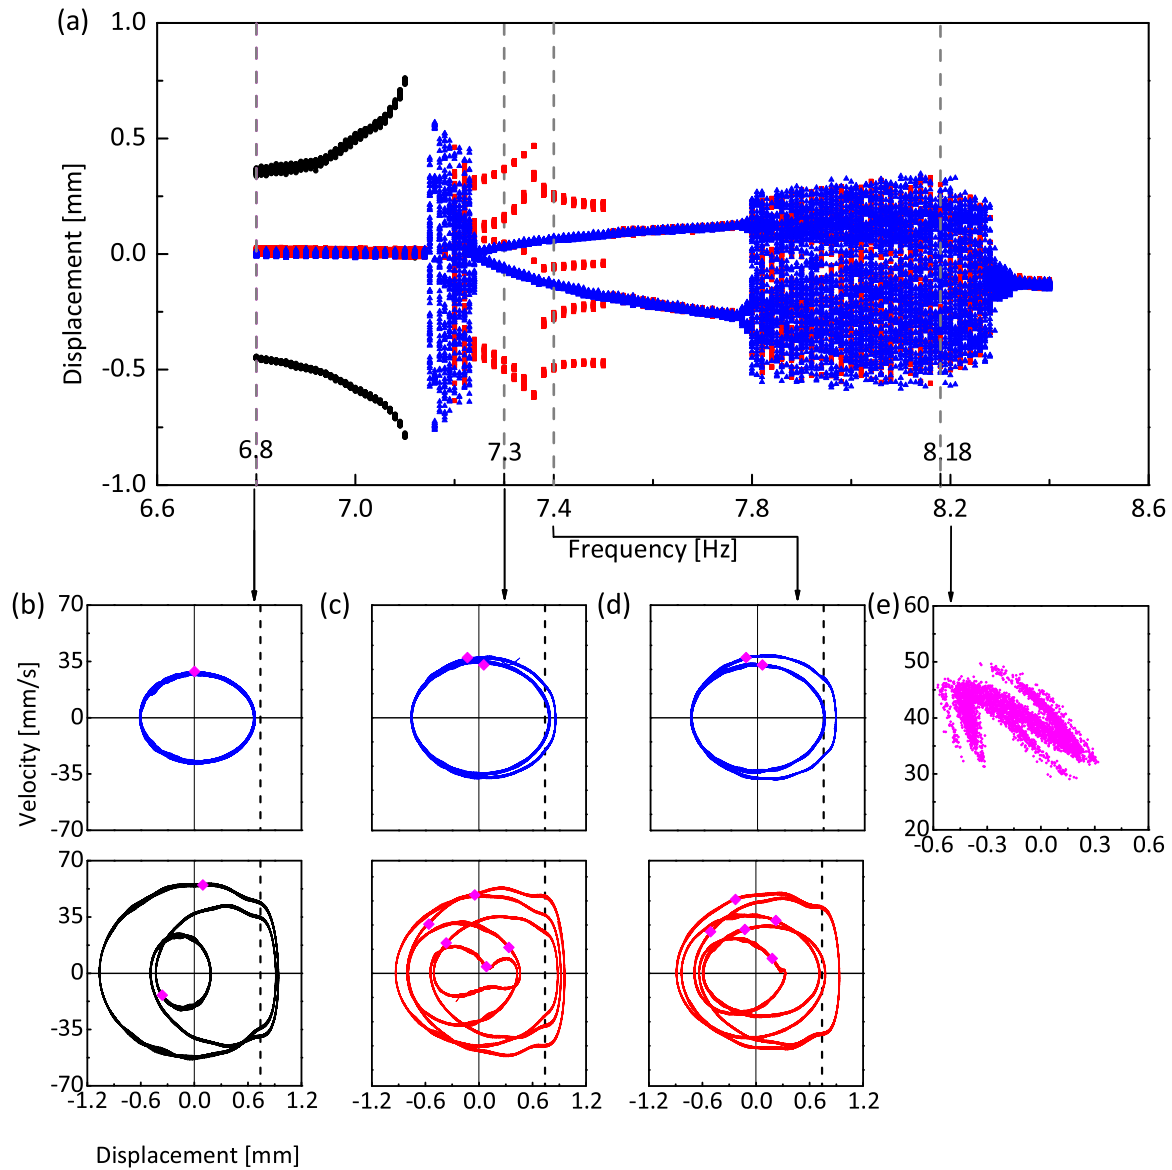 (a)
1.0
0.5
0.0
-0.5
-1.0
Displacement [mm]
6.8
7.3
8.18
6.6 7.0 7.4 7.8 8.2 8.6
Frequency [Hz]
(b) (c) (d) (e)
70
35
0
-35
-70
Velocity [mm/s]
60
50
40
30
20
-0.6 -0.3 0.0 0.3 0.6
70
35
0
-35
-70
-1.2 -0.6 0.0 0.6 1.2
-1.2 -0.6 0.0 0.6 1.2
-1.2 -0.6 0.0 0.6 1.2
Displacement [mm]